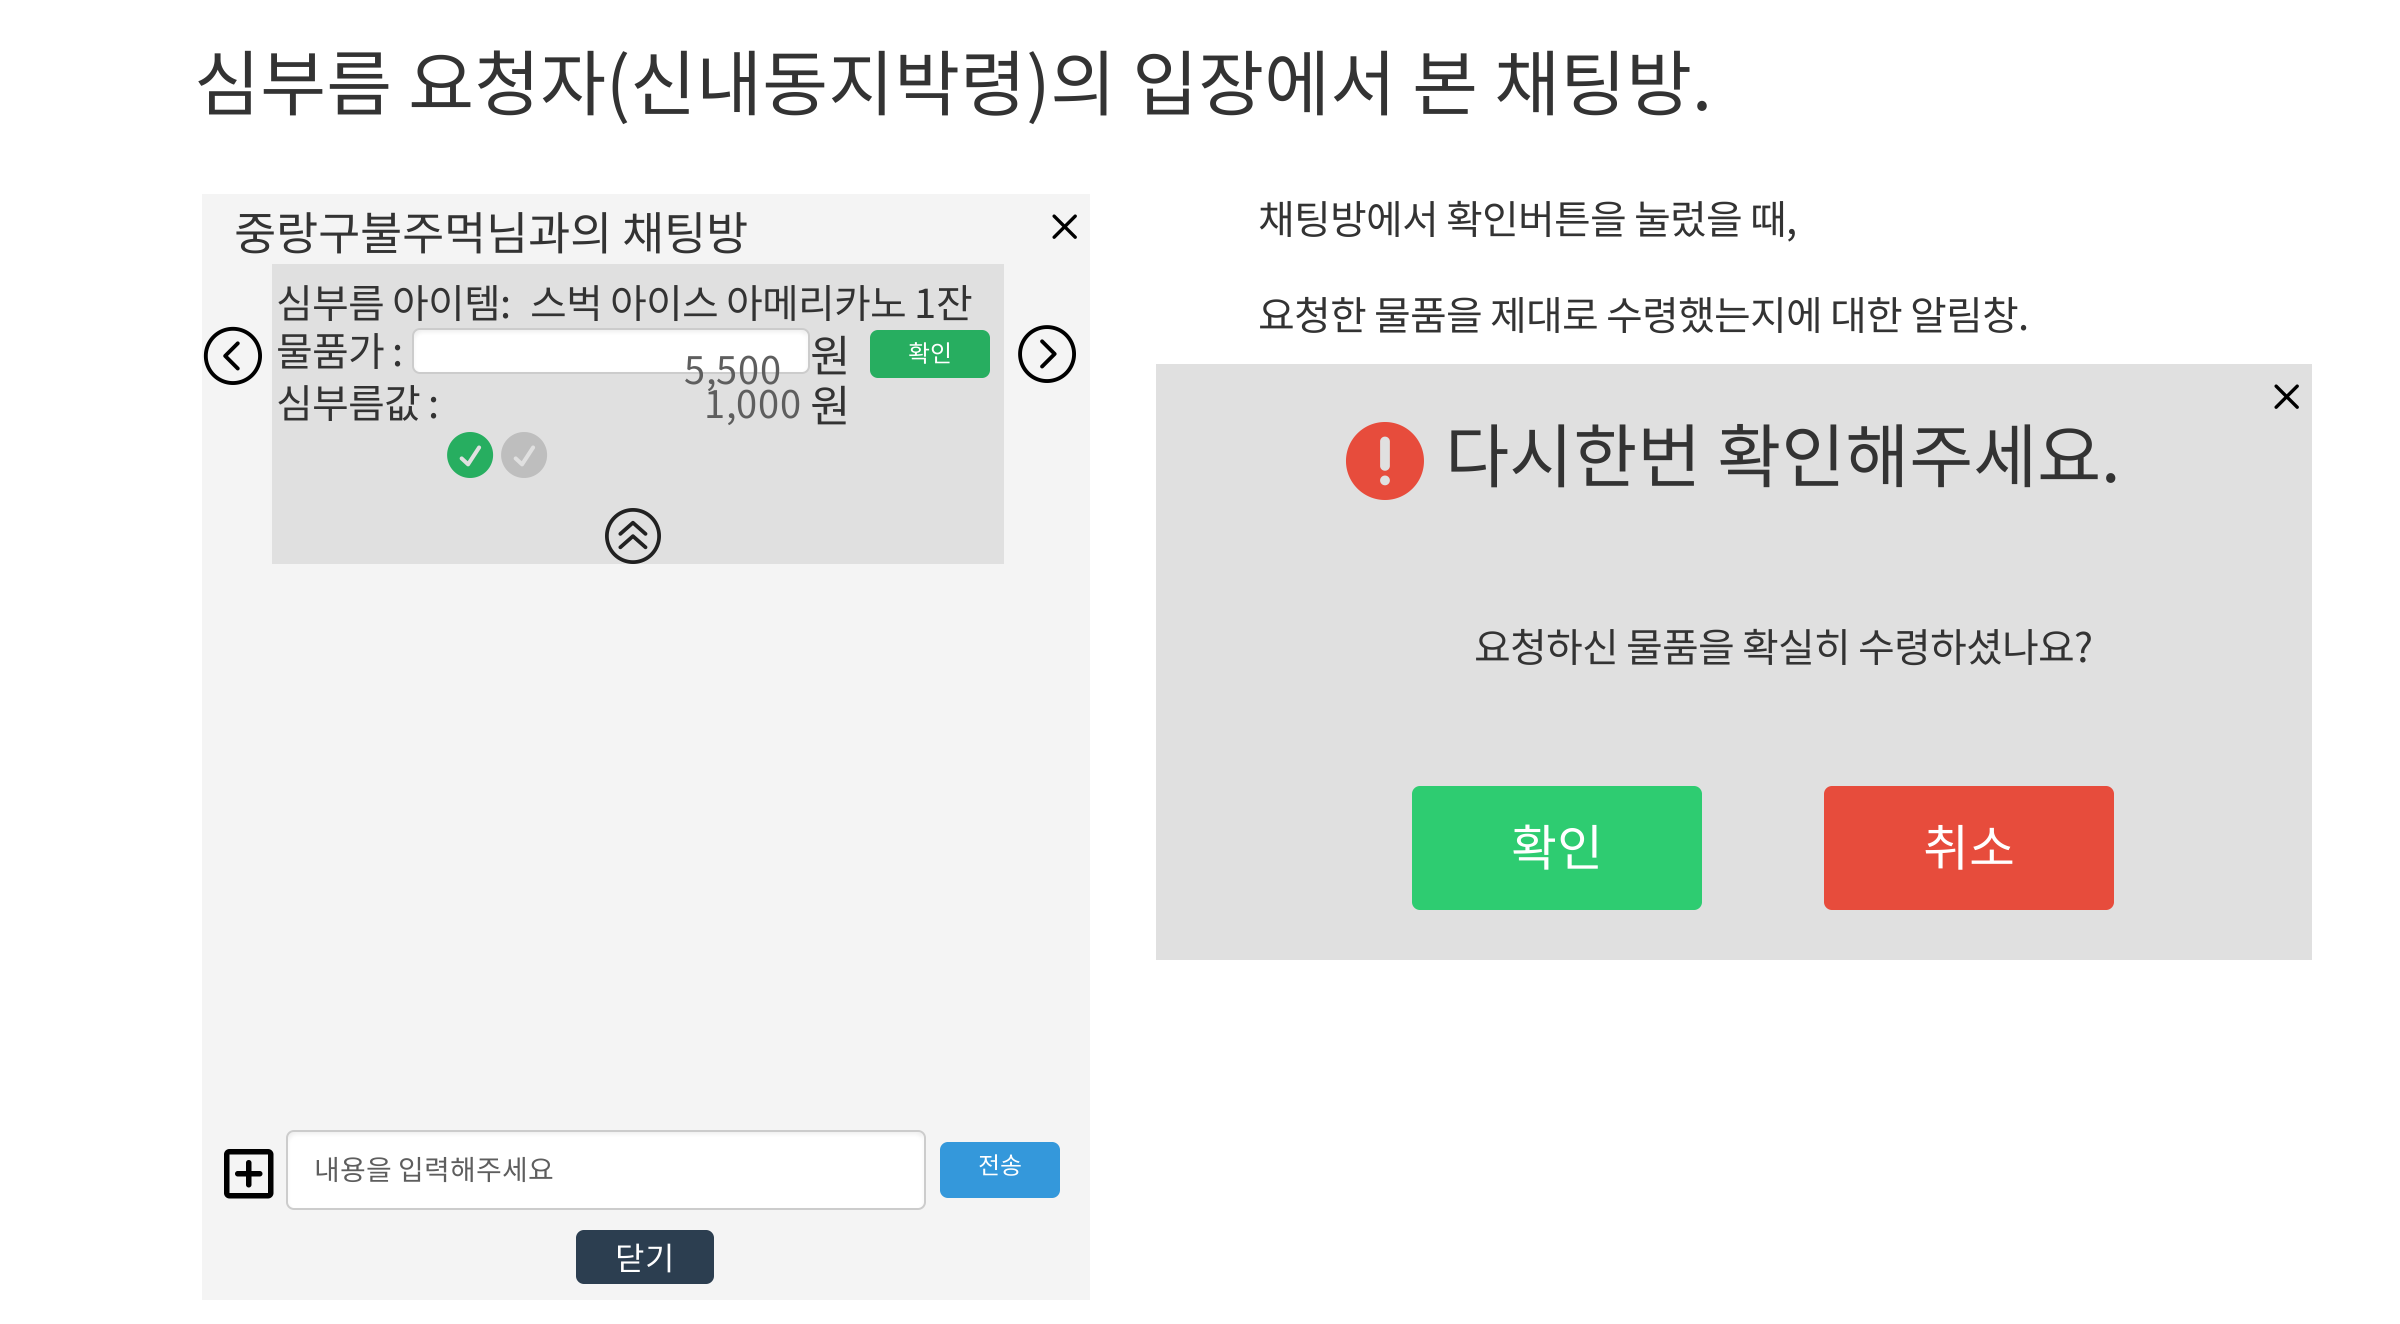 심부름 요청자(신내동지박령)의 입장에서 본 채팅방.
중랑구불주먹님과의 채팅방
심부름 아이템: 스벅 아이스 아메리카노 1잔
물품가 : 5,500 원 확인
심부름값 : 1,000 원
내용을 입력해주세요 전송
닫기
채팅방에서 확인버튼을 눌렀을 때,
요청한 물품을 제대로 수령했는지에 대한 알림창.
다시한번 확인해주세요.
요청하신 물품을 확실히 수령하셨나요?
확인 취소